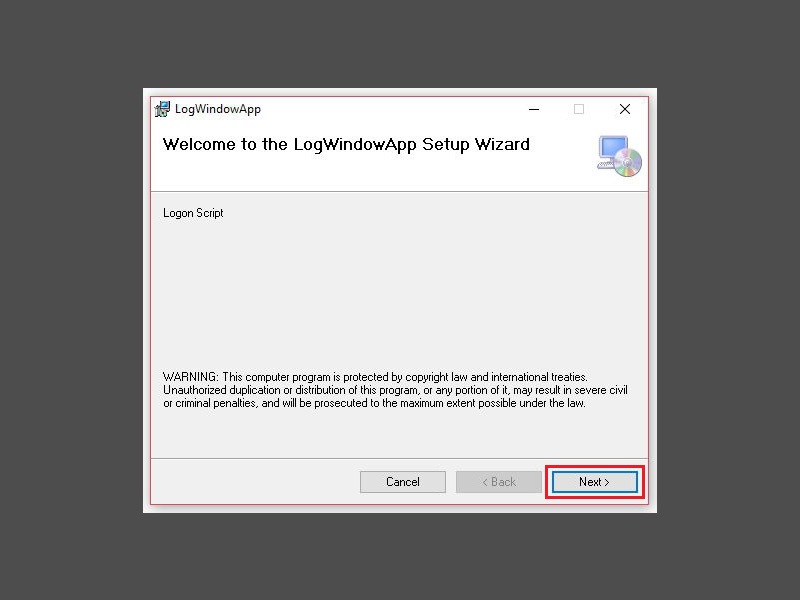 LogWindowApp
Welcome to the LogWindowApp Setup Wizard
Logon Script
WARNING: This computer program is protected by copyright law and international treaties.
Unauthorized duplication or distribution of this program, or any portion of it, may result in severe civil
or criminal penalties, and will be prosecuted to the maximum extent possible under the law.
Cancel < Back Next >